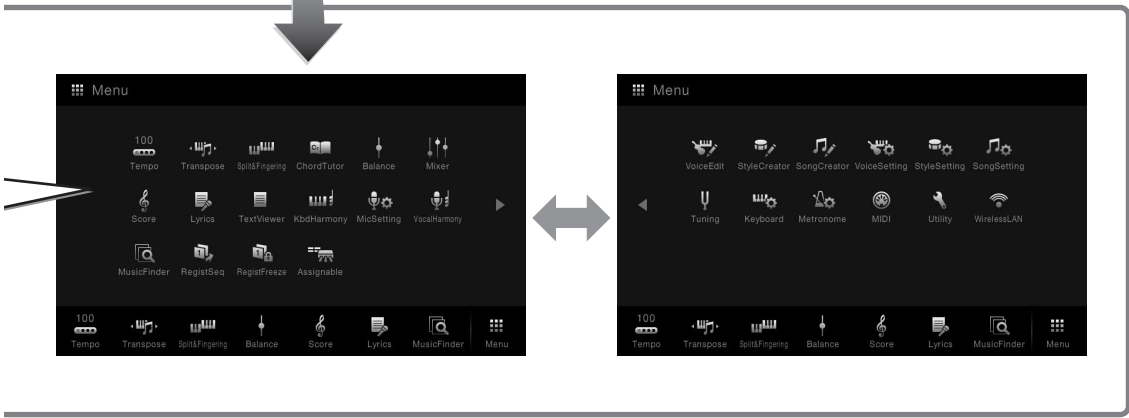 Menu
100
Tempo Transpose Split&Fingering ChordTutor Balance Mixer
Score Lyrics TextViewer KbdHarmony MicSetting VocalHarmony
MusicFinder RegistSeq RegistFreeze Assignable
100
Tempo Transpose Split&Fingering Balance Score Lyrics MusicFinder Menu
Menu
VoiceEdit StyleCreator SongCreator VoiceSetting StyleSetting SongSetting
Tuning Keyboard Metronome MIDI Utility WirelessLAN
100
Tempo Transpose Split&Fingering Balance Score Lyrics MusicFinder Menu